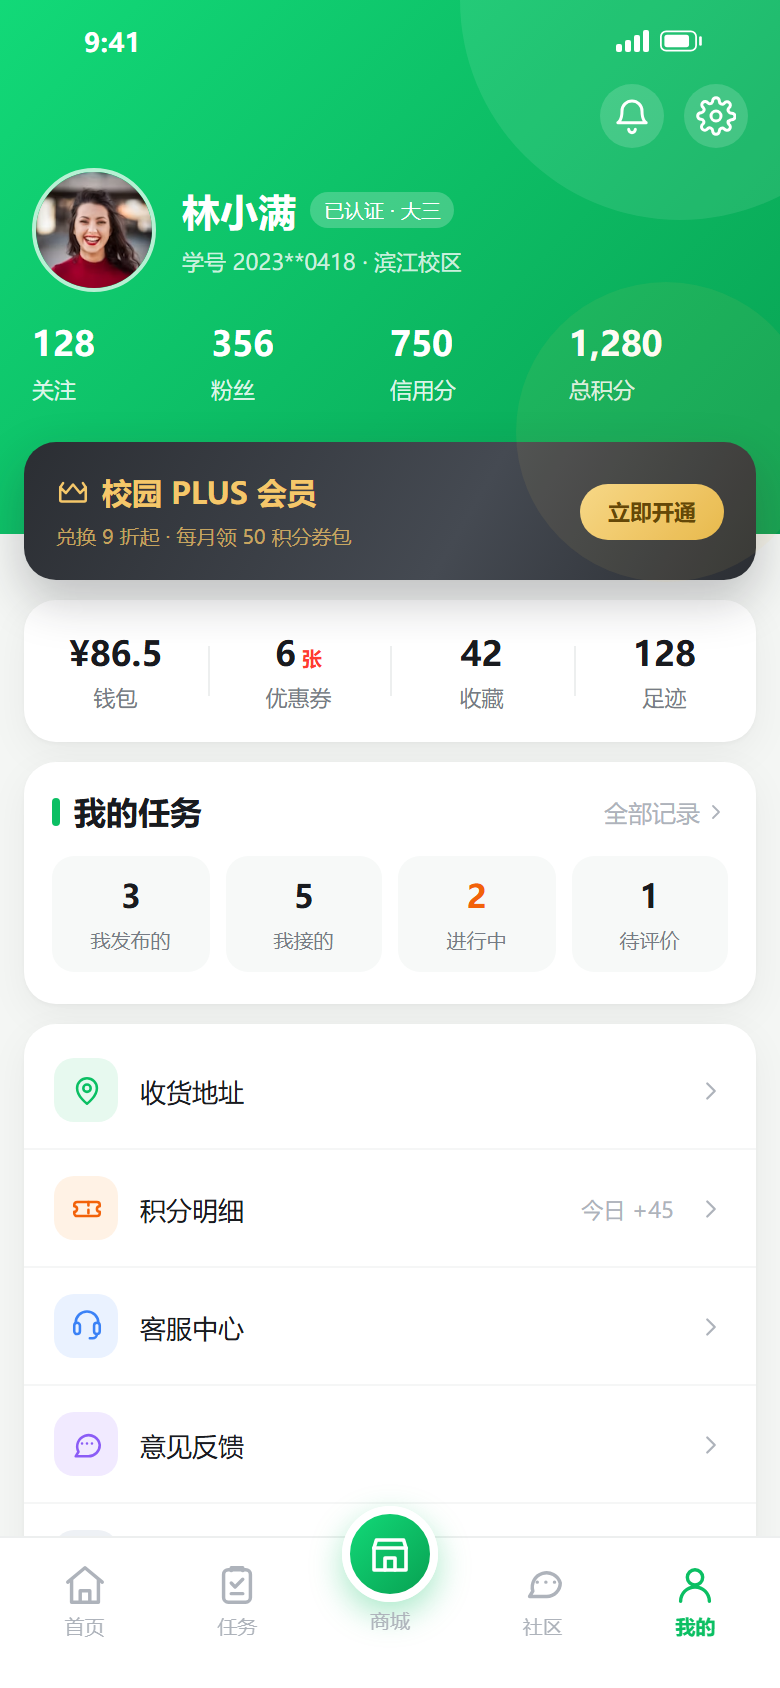 9:41
林小满 已认证 · 大三
学号 2023**0418 · 滨江校区
128 356 750 1,280
关注 粉丝 信用分 总积分
校园 PLUS 会员
兑换 9 折起 · 每月领 50 积分券包
立即开通
¥86.5 6 张 42 128
钱包 优惠券 收藏 足迹
我的任务 全部记录
3 5 2 1
我发布的 我接的 进行中 待评价
收货地址
积分明细 今日 +45
客服中心
意见反馈
首页 任务 商城 社区 我的